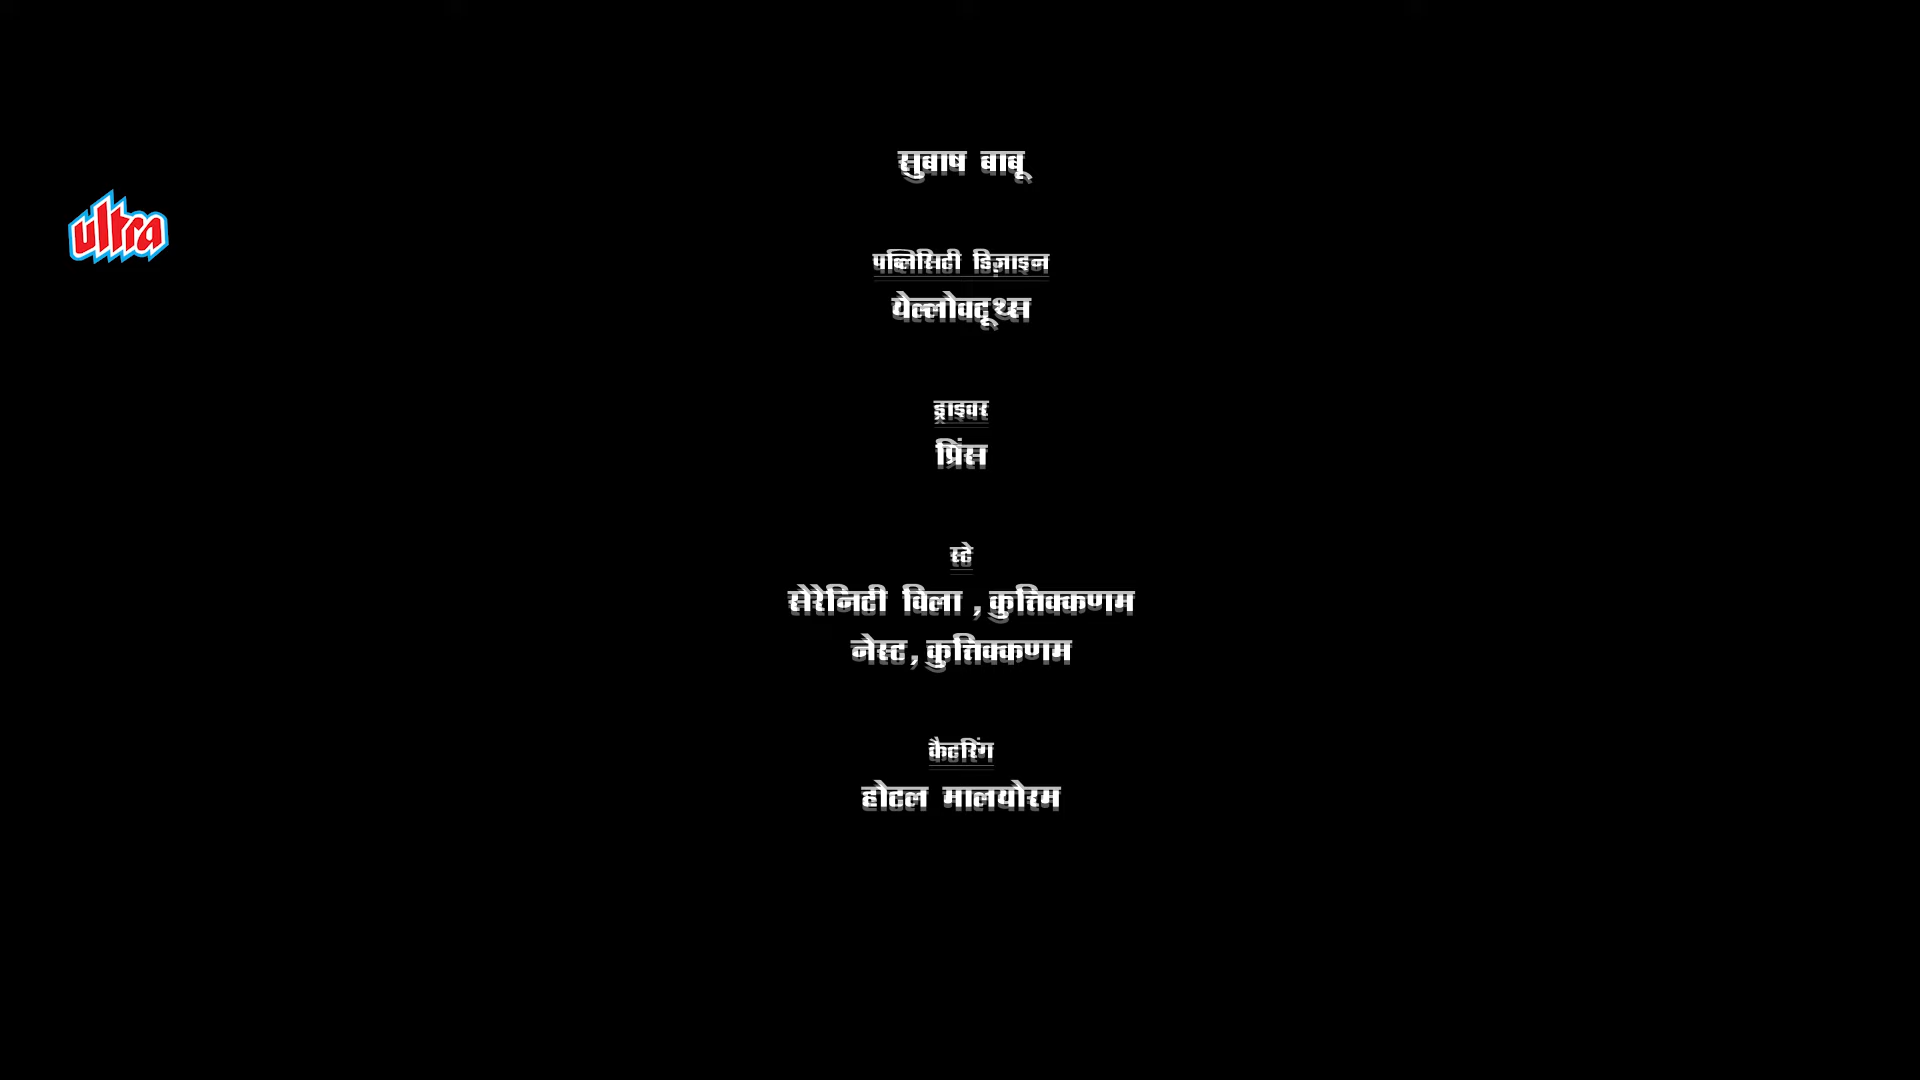 सुबाष बाबू
ultra
पब्लिसिटी डिज़ाइन
येल्लोवटूथ्स
ड्राइवर
प्रिंस
स्टे
सेरेनिटी विला , कुत्तिक्कणम
नेस्ट , कुत्तिक्कणम
कैटरिंग
होटल मालयोरम